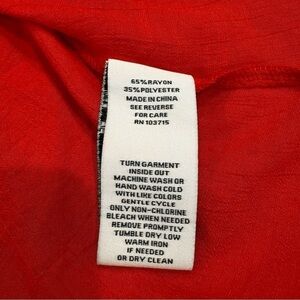 65%RAYON
35%POLYESTER
MADE IN CHINA
SEE REVERSE
FOR CARE
RN 103715
TURN GARMENT
INSIDE OUT
MACHINE WASH OR
HAND WASH COLD
WITH LIKE COLORS
GENTLE CYCLE
ONLY NON-CHLORINE
BLEACH WHEN NEEDED
REMOVE PROMPTLY
TUMBLE DRY LOW
WARM IRON
IF NEEDED
OR DRY CLEAN